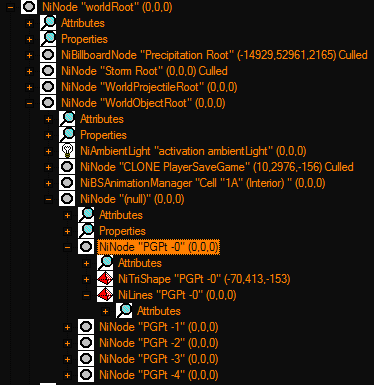 NiNode "worldRoot" (0,0,0)
Attributes
Properties
NiBillboardNode "Precipitation Root" (-14929,52961,2165) Culled
NiNode "Storm Root" (0,0,0) Culled
NiNode "WorldProjectileRoot" (0,0,0)
NiNode "WorldObjectRoot" (0,0,0)
Attributes
Properties
NiAmbientLight "activation ambientLight" (0,0,0)
NiNode "CLONE PlayerSaveGame" (10,2976,-156) Culled
NiBSAnimationManager "Cell "1A" (Interior) " (0,0,0)
NiNode "(null)" (0,0,0)
Attributes
Properties
NiNode "PGPt -0" (0,0,0)
Attributes
NiTriShape "PGPt -0" (-70,413,-153)
NiLines "PGPt -0" (0,0,0)
Attributes
NiNode "PGPt -1" (0,0,0)
NiNode "PGPt -2" (0,0,0)
NiNode "PGPt -3" (0,0,0)
NiNode "PGPt -4" (0,0,0)